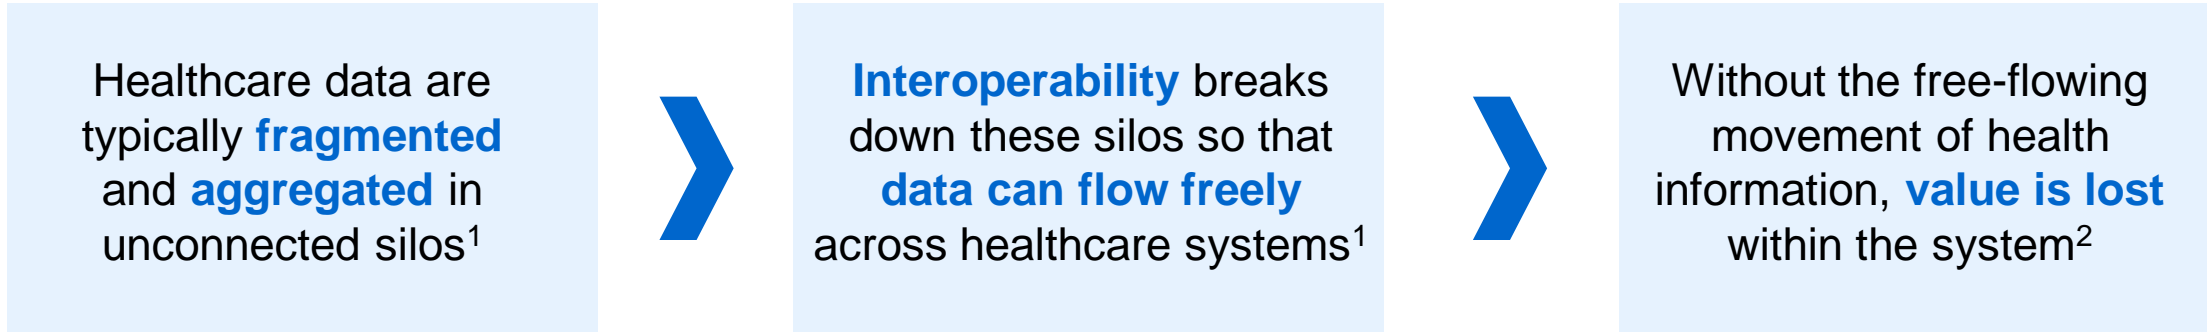 Healthcare data are
typically fragmented
and aggregated in
unconnected silos¹
Interoperability breaks
down these silos so that
data can flow freely
across healthcare systems¹
Without the free-flowing
movement of health
information, value is lost
within the system²